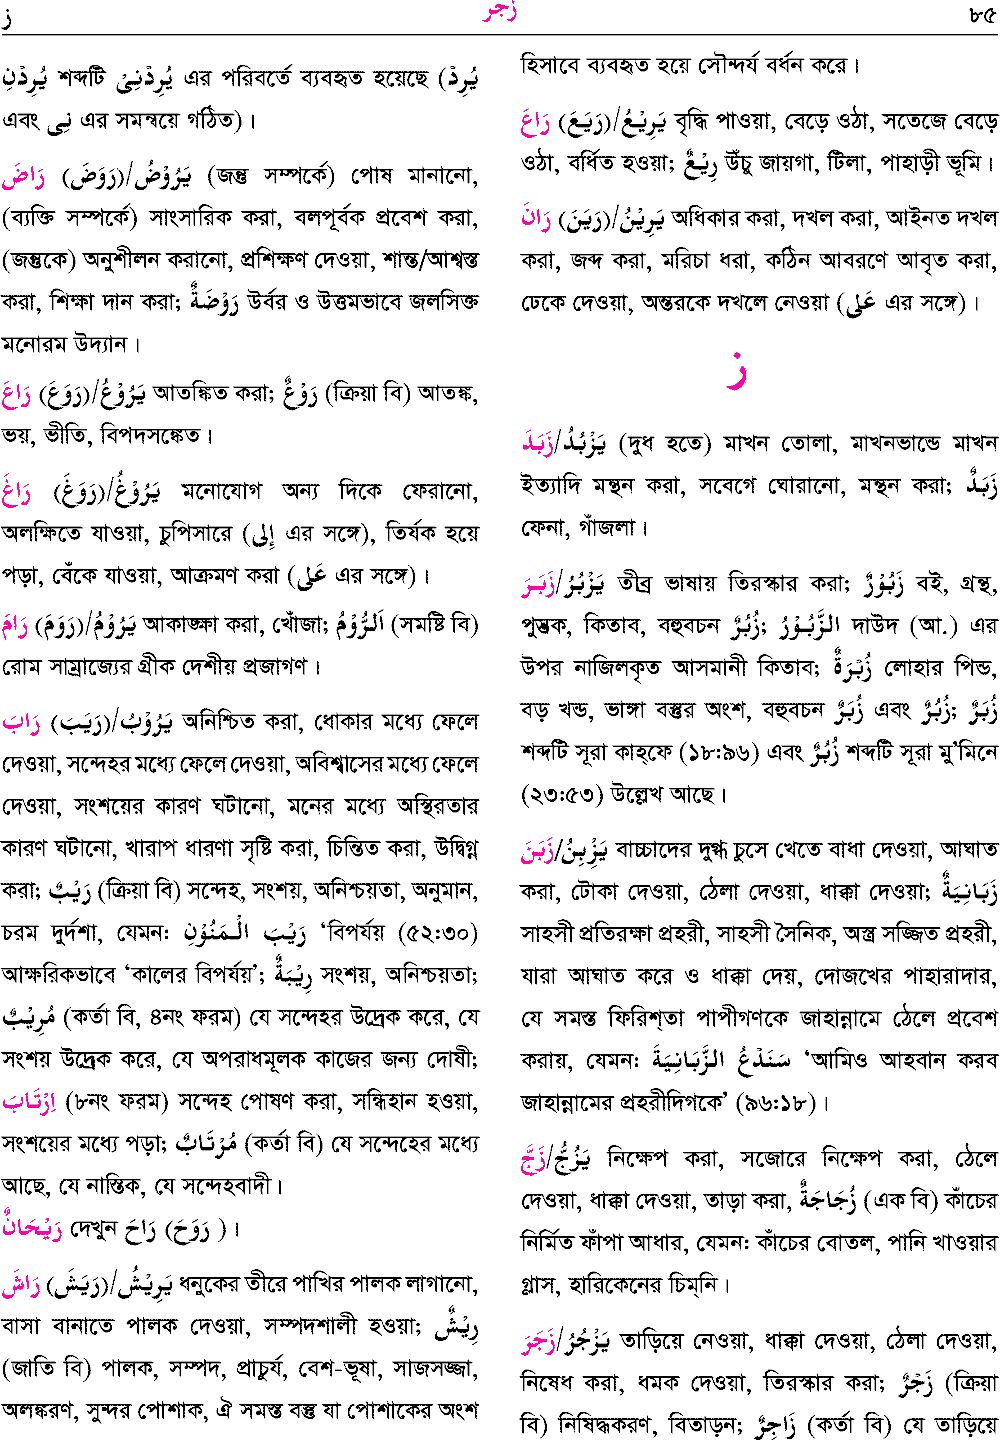 ز زجر ৮৫
يُرِدْنِ শব্দটি يُرِدْنِىْ এর পরিবর্তে ব্যবহৃত হয়েছে (يُرِدْ
এবং نِى এর সমন্বয়ে গঠিত)।
رَاضَ (رَوَضَ)/يَرُوْضُ (জন্তু সম্পর্কে) পোষ মানানো,
(ব্যক্তি সম্পর্কে) সাংসারিক করা, বলপূর্বক প্রবেশ করা,
(জন্তুকে) অনুশীলন করানো, প্রশিক্ষণ দেওয়া, শান্ত/আশ্বস্ত
করা, শিক্ষা দান করা; رَوْضَةٌ উর্বর ও উত্তমভাবে জলসিক্ত
মনোরম উদ্যান।
رَاعَ (رَوَعَ)/يَرُوْعُ আতঙ্কিত করা; رَوْعٌ (ক্রিয়া বি) আতঙ্ক,
ভয়, ভীতি, বিপদসঙ্কেত।
رَاغَ (رَوَغَ)/يَرُوْغُ মনোযোগ অন্য দিকে ফেরানো,
অলক্ষিতে যাওয়া, চুপিসারে (إِلى এর সঙ্গে), তির্যক হয়ে
পড়া, বেঁকে যাওয়া, আক্রমণ করা (عَلى এর সঙ্গে)।
رَامَ (رَوَمَ)/يَرُوْمُ আকাঙ্ক্ষা করা, খোঁজা; اَلرُّوْمُ (সমষ্টি বি)
রোম সাম্রাজ্যের গ্রীক দেশীয় প্রজাগণ।
رَابَ (رَيَبَ)/يَرُوْبُ অনিশ্চিত করা, ধোকার মধ্যে ফেলে
দেওয়া, সন্দেহর মধ্যে ফেলে দেওয়া, অবিশ্বাসের মধ্যে ফেলে
দেওয়া, সংশয়ের কারণ ঘটানো, মনের মধ্যে অস্থিরতার
কারণ ঘটানো, খারাপ ধারণা সৃষ্টি করা, চিন্তিত করা, উদ্বিগ্ন
করা; رَيْبٌ (ক্রিয়া বি) সন্দেহ, সংশয়, অনিশ্চয়তা, অনুমান,
চরম দুর্দশা, যেমন: رَيْبَ الْمَنُوْنِ ‘বিপর্যয় (৫২:৩০)
আক্ষরিকভাবে ‘কালের বিপর্যয়’; رِيْبَةٌ সংশয়, অনিশ্চয়তা;
مُرِيْبٌ (কর্তা বি, ৪নং ফরম) যে সন্দেহর উদ্রেক করে, যে
সংশয় উদ্রেক করে, যে অপরাধমূলক কাজের জন্য দোষী;
اِرْتَابَ (৮নং ফরম) সন্দেহ পোষণ করা, সন্ধিহান হওয়া,
সংশয়ের মধ্যে পড়া; مُرْتَابٌ (কর্তা বি) যে সন্দেহের মধ্যে
আছে, যে নাস্তিক, যে সন্দেহবাদী।
رَيْحَانٌ দেখুন رَاحَ (رَوَحَ )।
رَاشَ (رَيَشَ)/يَرِيْشُ ধনুকের তীরে পাখির পালক লাগানো,
বাসা বানাতে পালক দেওয়া, সম্পদশালী হওয়া; رِيْشٌ
(জাতি বি) পালক, সম্পদ, প্রাচুর্য, বেশ-ভূষা, সাজসজ্জা,
অলঙ্করণ, সুন্দর পোশাক, ঐ সমস্ত বস্তু যা পোশাকের অংশ
হিসাবে ব্যবহৃত হয়ে সৌন্দর্য বর্ধন করে।
رَاعَ (رَيَعَ)/يَرِيْعُ বৃদ্ধি পাওয়া, বেড়ে ওঠা, সতেজে বেড়ে
ওঠা, বর্ধিত হওয়া; رِيْعٌ উঁচু জায়গা, টিলা, পাহাড়ী ভূমি।
رَانَ (رَيَنَ)/يَرِيْنُ অধিকার করা, দখল করা, আইনত দখল
করা, জব্দ করা, মরিচা ধরা, কঠিন আবরণে আবৃত করা,
ঢেকে দেওয়া, অন্তরকে দখলে নেওয়া (عَلى এর সঙ্গে)।
ز
زَبَدَ/يَزْبُدُ (দুধ হতে) মাখন তোলা, মাখনভান্ডে মাখন
ইত্যাদি মন্থন করা, সবেগে ঘোরানো, মন্থন করা; زَبَدٌ
ফেনা, গাঁজলা।
زَبَرَ/يَزْبُرُ তীব্র ভাষায় তিরস্কার করা; زَبُوْرٌ বই, গ্রন্থ,
পুস্তক, কিতাব, বহুবচন زُبُرٌ; الزَّبُوْرُ দাউদ (আ.) এর
উপর নাজিলকৃত আসমানী কিতাব; زُبْرَةٌ লোহার পিন্ড,
বড় খন্ড, ভাঙ্গা বস্তুর অংশ, বহুবচন زُبَرٌ এবং زُبُرٌ; زُبَرٌ
শব্দটি সূরা কাহ্‌ফে (১৮:৯৬) এবং زُبُرٌ শব্দটি সূরা মু’মিনে
(২৩:৫৩) উল্লেখ আছে।
زَبَنَ/يَزْبِنُ বাচ্চাদের দুগ্ধ চুসে খেতে বাধা দেওয়া, আঘাত
করা, টোকা দেওয়া, ঠেলা দেওয়া, ধাক্কা দেওয়া; زَبَانِيَةٌ
সাহসী প্রতিরক্ষা প্রহরী, সাহসী সৈনিক, অস্ত্র সজ্জিত প্রহরী,
যারা আঘাত করে ও ধাক্কা দেয়, দোজখের পাহারাদার,
যে সমস্ত ফিরিশ্‌তা পাপীগণকে জাহান্নামে ঠেলে প্রবেশ
করায়, যেমন: سَنَدْعُ الزَّبَانِيَةَ ‘আমিও আহবান করব
জাহান্নামের প্রহরীদিগকে’ (৯৬:১৮)।
زَجَّ/يَزُجُّ নিক্ষেপ করা, সজোরে নিক্ষেপ করা, ঠেলে
দেওয়া, ধাক্কা দেওয়া, তাড়া করা, زُجَاجَةٌ (এক বি) কাঁচের
নির্মিত ফাঁপা আধার, যেমন: কাঁচের বোতল, পানি খাওয়ার
গ্লাস, হারিকেনের চিম্‌নি।
زَجَرَ/يَزْجُرُ তাড়িয়ে নেওয়া, ধাক্কা দেওয়া, ঠেলা দেওয়া,
নিষেধ করা, ধমক দেওয়া, তিরস্কার করা; زَجْرٌ (ক্রিয়া
বি) নিষিদ্ধকরণ, বিতাড়ন; زَاجِرٌ (কর্তা বি) যে তাড়িয়ে